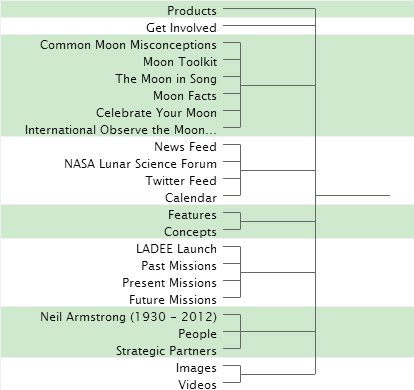 Products
Get Involved
Common Moon Misconceptions
Moon Toolkit
The Moon in Song
Moon Facts
Celebrate Your Moon
International Observe the Moon...
News Feed
NASA Lunar Science Forum
Twitter Feed
Calendar
Features
Concepts
LADEE Launch
Past Missions
Present Missions
Future Missions
Neil Armstrong (1930 - 2012)
People
Strategic Partners
Images
Videos